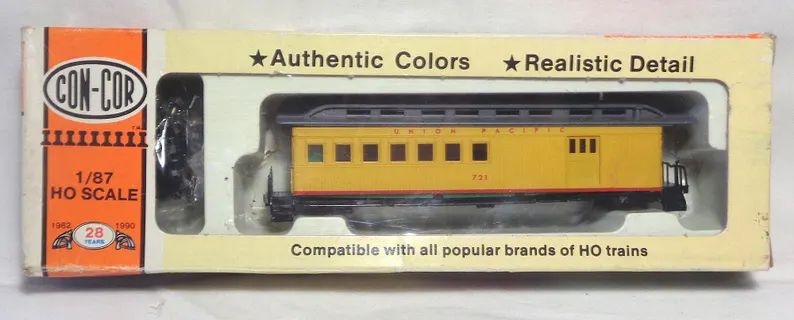 CON-COR
TM
1/87
HO SCALE
1962 1990
28
YEARS
★ Authentic Colors ★ Realistic Detail
UNION PACIFIC
721
Compatible with all popular brands of HO trains